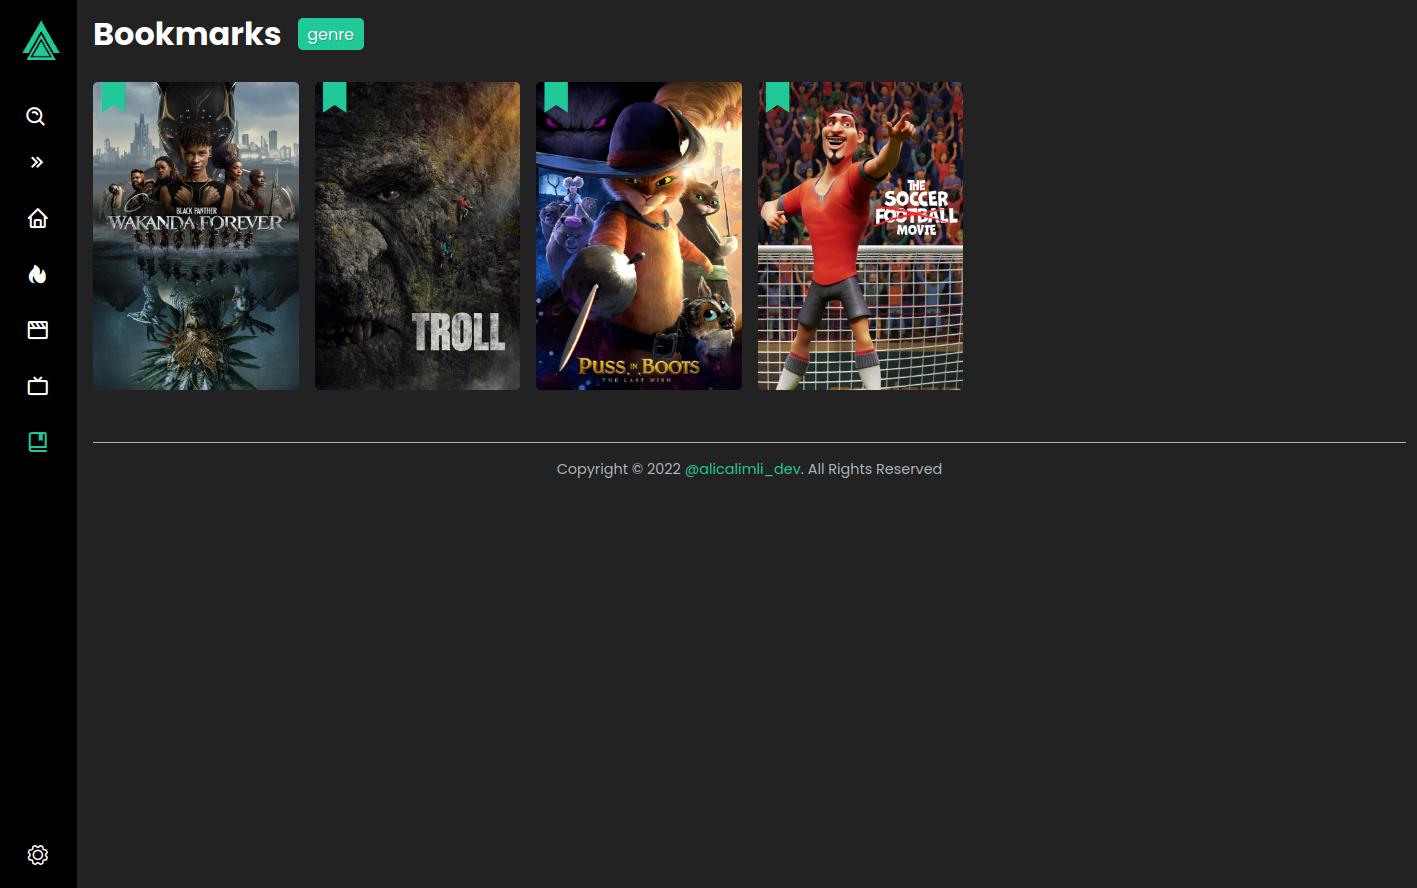 Bookmarks genre
BLACK PANTHER
WAKANDA FOREVER
TROLL
PUSS IN BOOTS
THE LAST WISH
THE
SOCCER
FOOTBALL
MOVIE
Copyright © 2022 @alicalimli_dev. All Rights Reserved